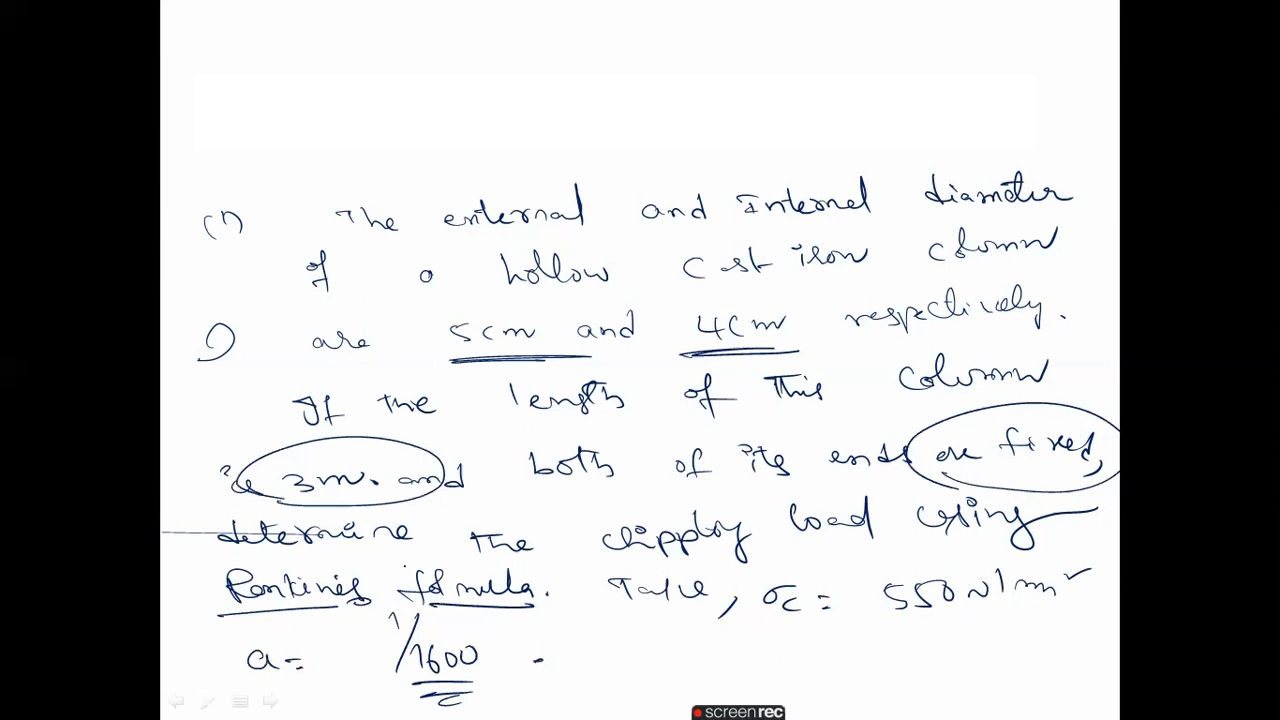 (1) The external and Internal diameter
of a hollow cast iron column
are 5cm and 4cm respectively.
If the length of this column
is 3m. and both of its ends are fixed,
determine the load using
formula. Take, σc = 550 N/mm²
a = 1/1600
screenrec